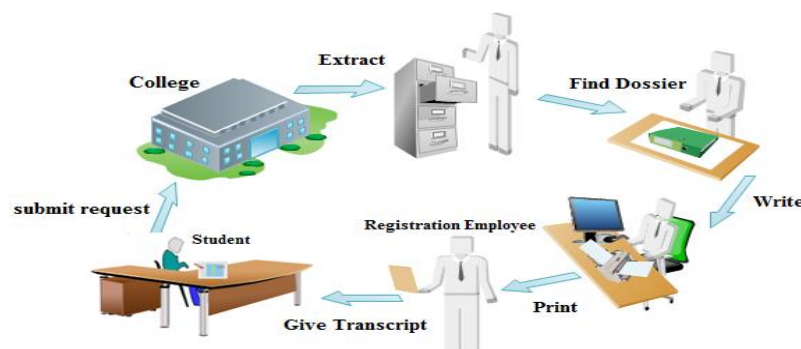 Extract
College
Find Dossier
submit request
Student
Registration Employee
Write
Print
Give Transcript